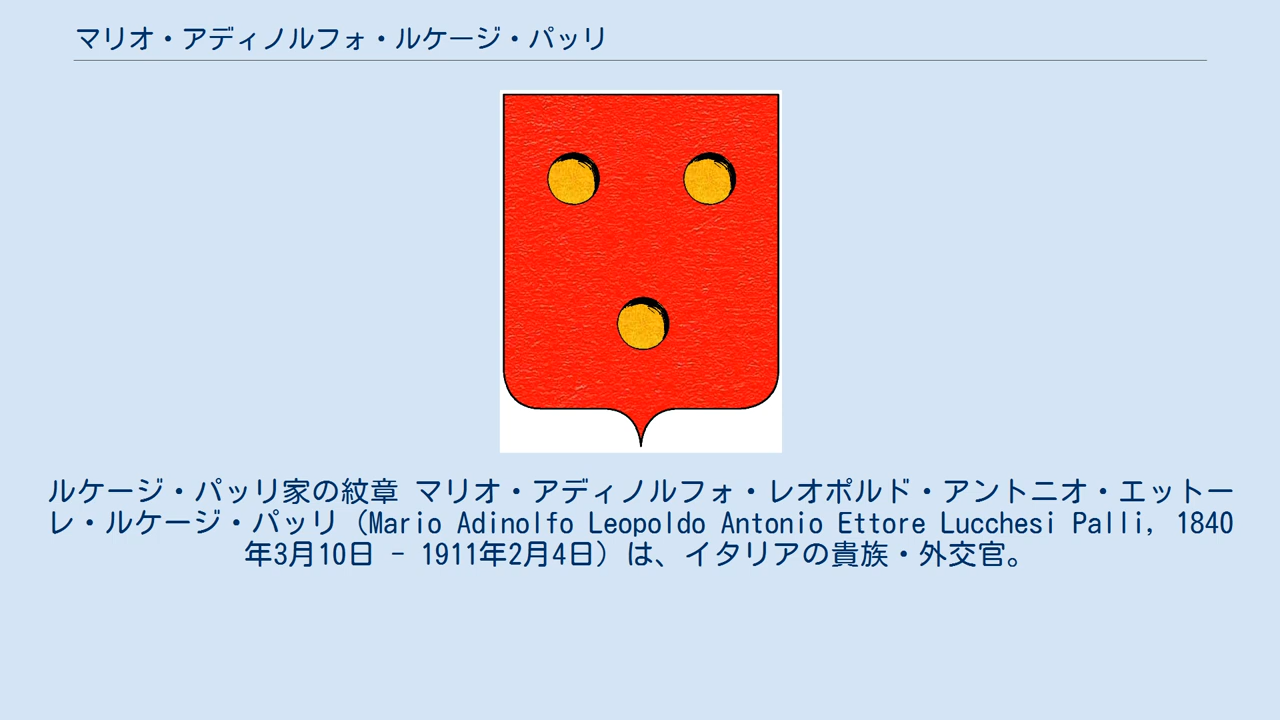 マリオ・アディノルフォ・ルケージ・パッリ
ルケージ・パッリ家の紋章 マリオ・アディノルフォ・レオポルド・アントニオ・エットー
レ・ルケージ・パッリ（Mario Adinolfo Leopoldo Antonio Ettore Lucchesi Palli, 1840
年3月10日 - 1911年2月4日）は、イタリアの貴族・外交官。